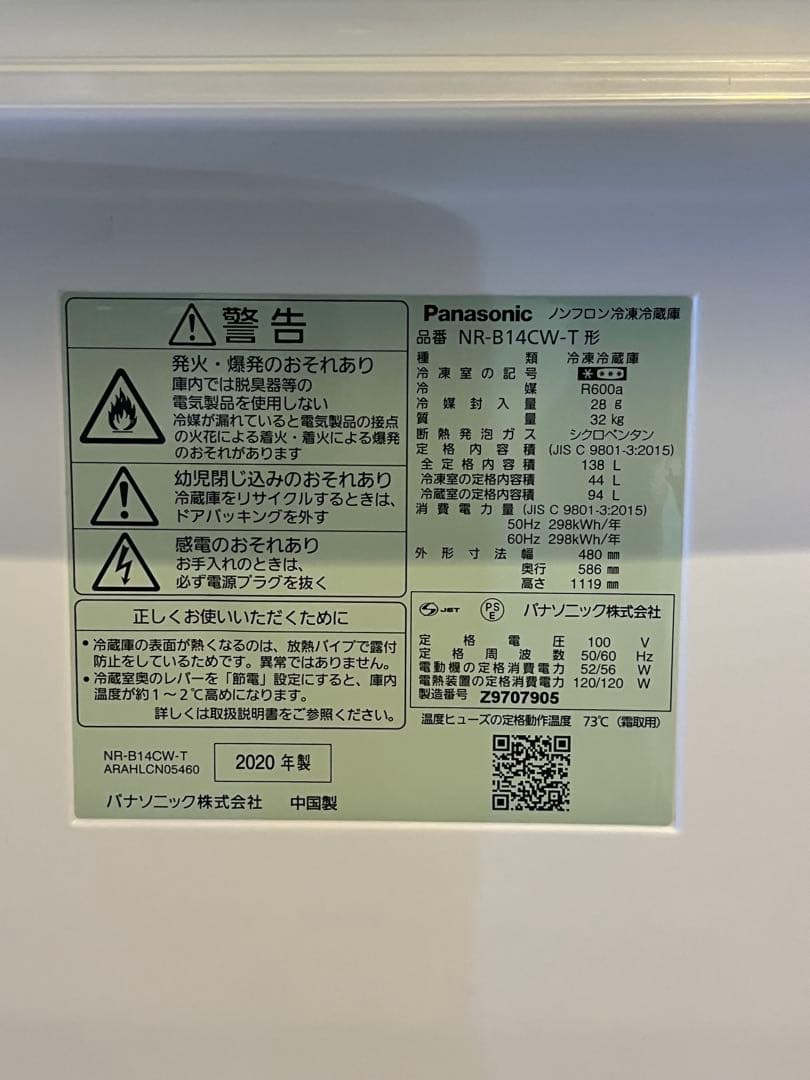 警告
発火・爆発のおそれあり
庫内では脱臭器等の
電気製品を使用しない
冷媒が漏れていると電気製品の接点
の火花による着火・着火による爆発
のおそれがあります
幼児閉じ込みのおそれあり
冷蔵庫をリサイクルするときは、
ドアパッキングを外す
感電のおそれあり
お手入れのときは、
必ず電源プラグを抜く
正しくお使いいただくために
・冷蔵庫の表面が熱くなるのは、放熱パイプで露付
防止をしているためです。異常ではありません。
・冷蔵室奥のレバーを「節電」設定にすると、庫内
温度が約1~2℃高めになります。
詳しくは取扱説明書をご参照ください。
NR-B14CW-T
ARAHLCN05460
2020 年製
パナソニック株式会社 中国製
Panasonic ノンフロン冷凍冷蔵庫
品番 NR-B14CW-T 形
種類 冷凍冷蔵庫
冷凍室の記号 ****
冷媒 R600a
冷媒封入量 28 g
質量 32 kg
断熱発泡ガス シクロペンタン
定格内容積 (JIS C 9801-3:2015)
全定格内容積 138 L
冷凍室の定格内容積 44 L
冷蔵室の定格内容積 94 L
消費電力量 (JIS C 9801-3:2015)
50Hz 298kWh/年
60Hz 298kWh/年
外形寸法 幅 480 mm
奥行 586 mm
高さ 1119 mm
JET PSE パナソニック株式会社
定格電圧 100 V
定格周波数 50/60 Hz
電動機の定格消費電力 52/56 W
電熱装置の定格消費電力 120/120 W
製造番号 Z9707905
温度ヒューズの定格動作温度 73℃ (霜取用)